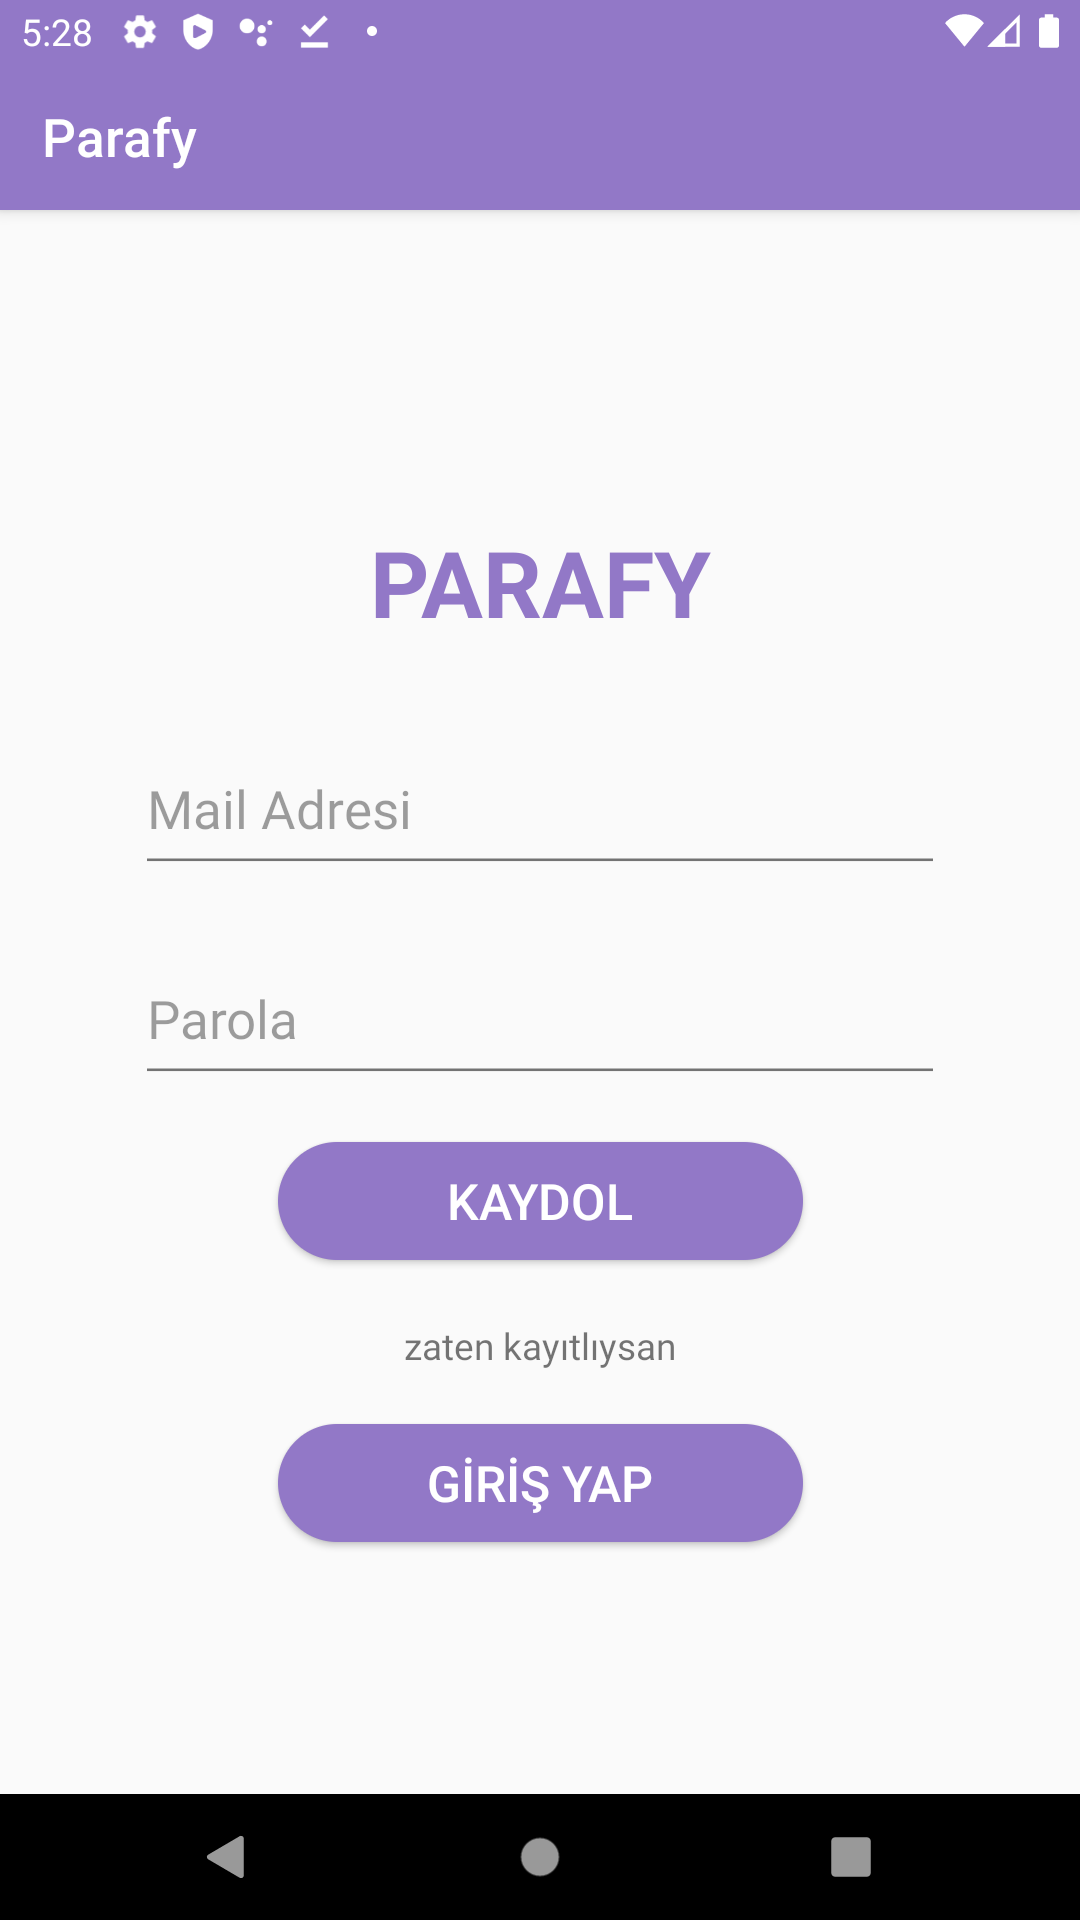 5:28
Parafy
PARAFY
Mail Adresi
Parola
KAYDOL
zaten kayıtlıysan
GİRİŞ YAP